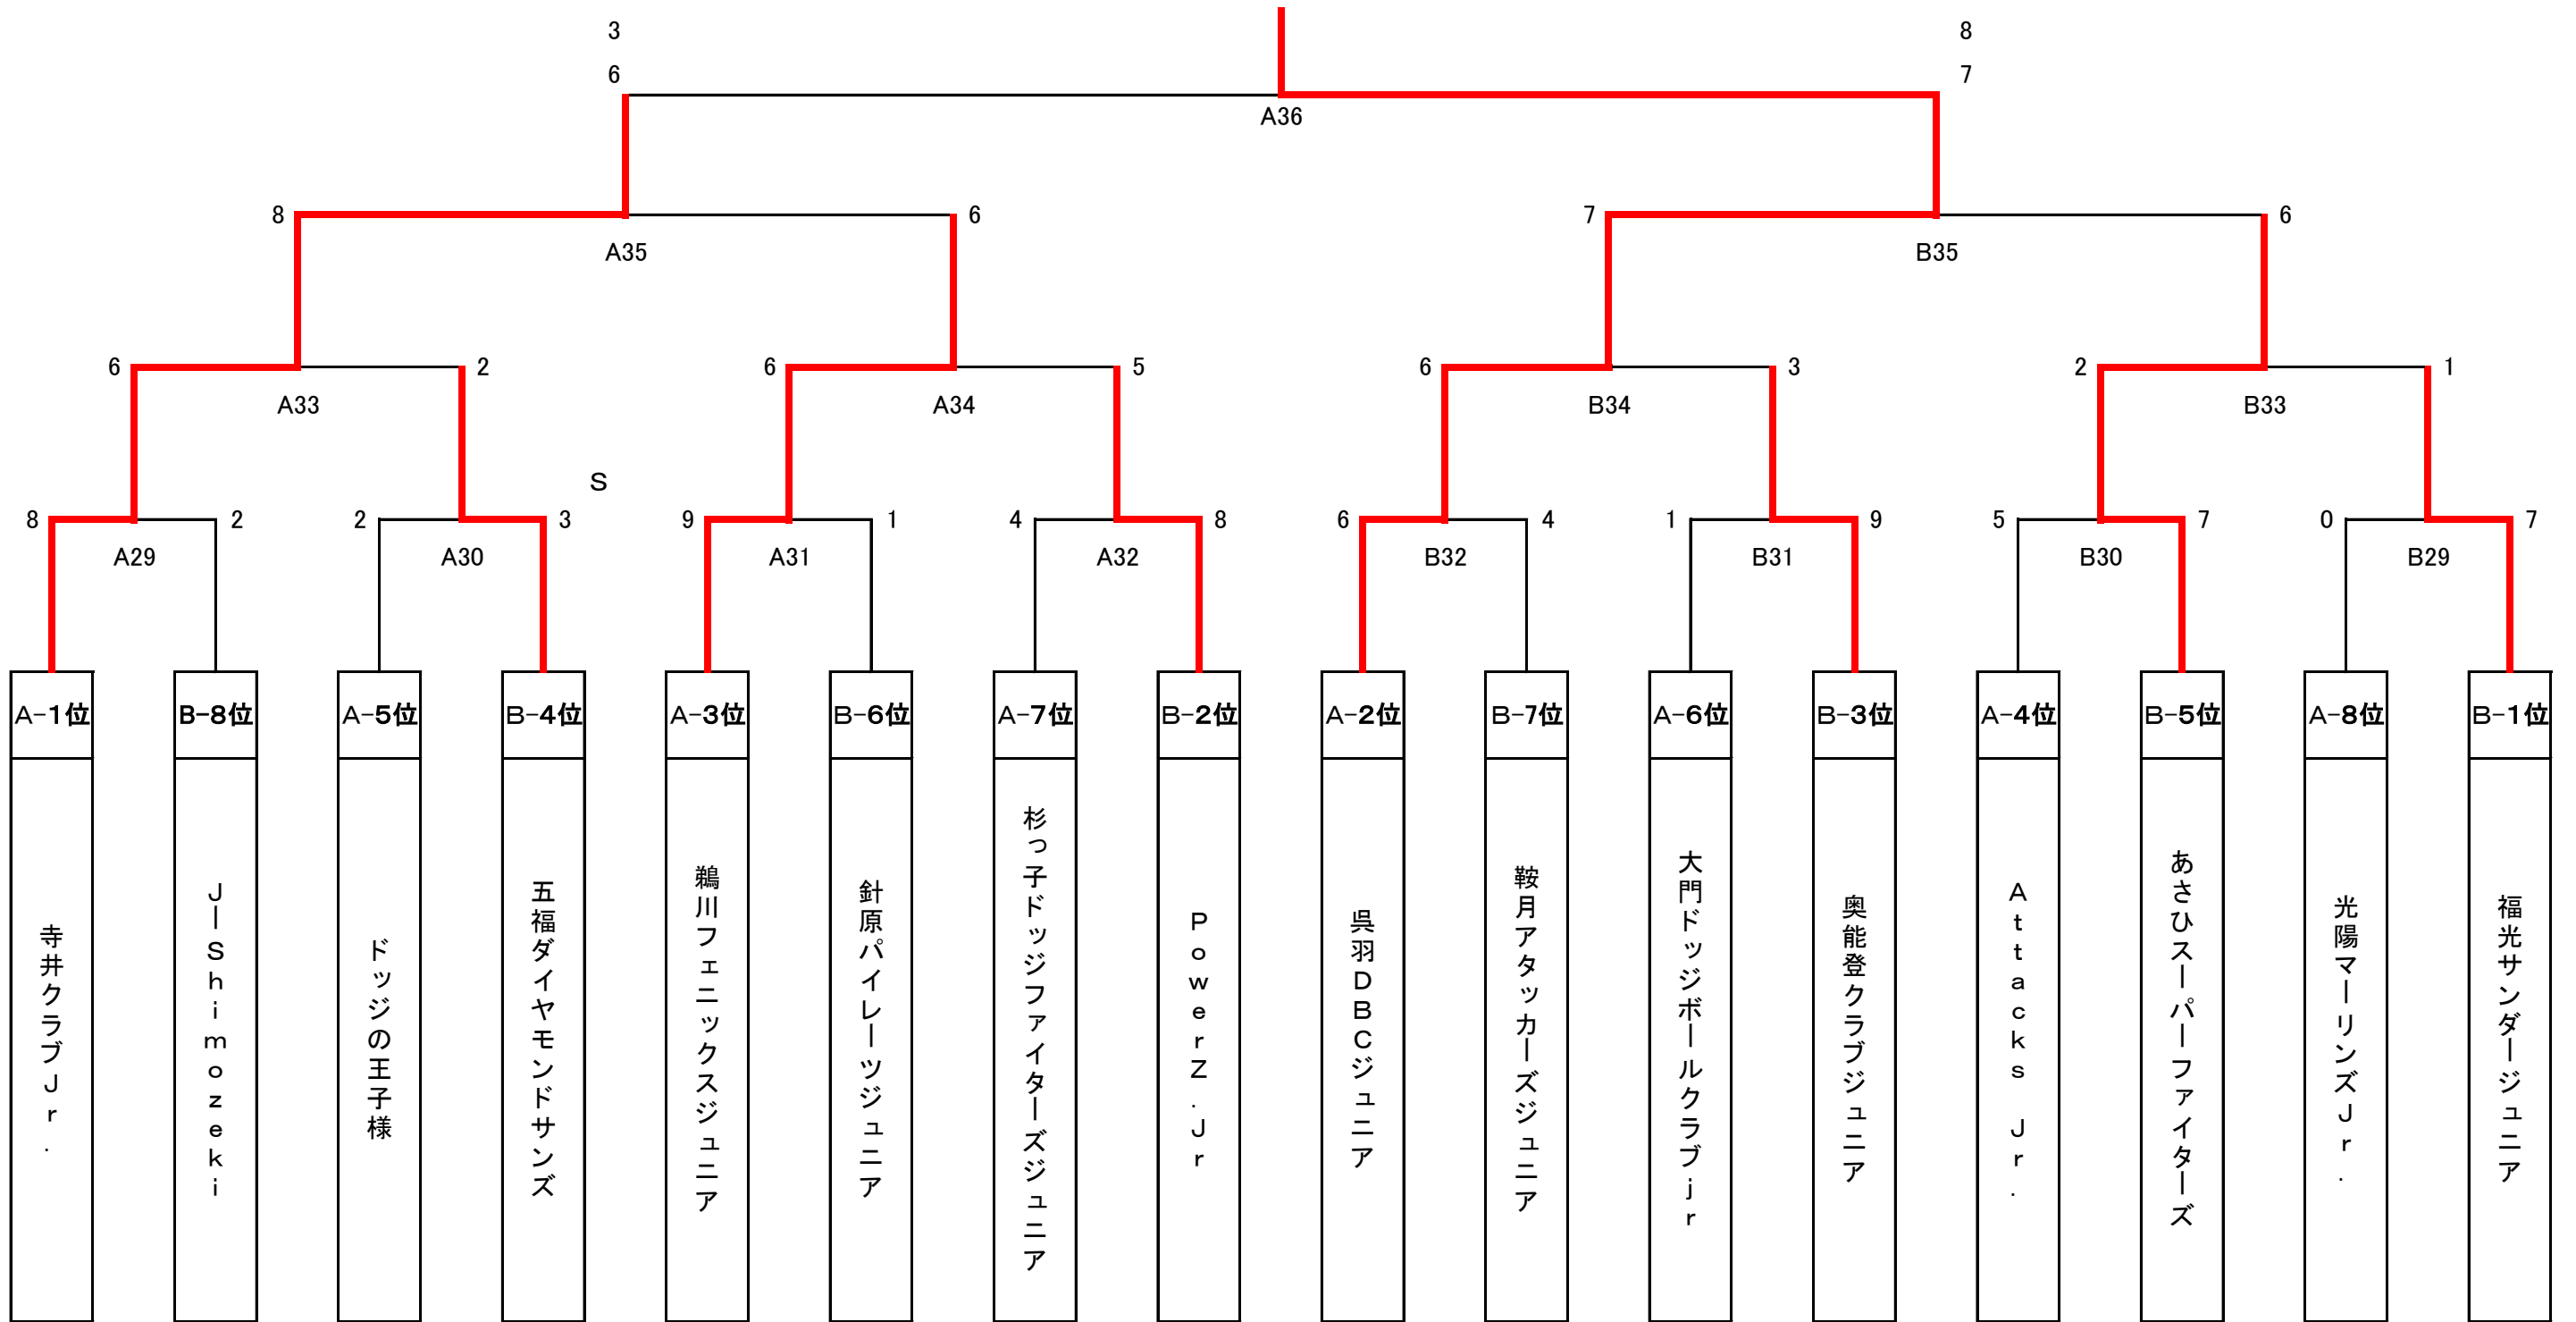 3 8
6 7
A36
8 6 7 6
A35 B35
6 2 6 5 6 3 2 1
A33 A34 B34 B33
S
8 2 2 3 9 1 4 8 6 4 1 9 5 7 0 7
A29 A30 A31 A32 B32 B31 B30 B29
A-1位 B-8位 A-5位 B-4位 A-3位 B-6位 A-7位 B-2位 A-2位 B-7位 A-6位 B-3位 A-4位 B-5位 A-8位 B-1位
寺井クラブJr.
J-Shimozeki
ドッジの王子様
五福ダイヤモンドサンズ
鵜川フェニックスジュニア
針原パイレーツジュニア
杉っ子ドッジファイターズジュニア
PowerZ.Jr
呉羽DBCジュニア
鞍月アタッカーズジュニア
大門ドッジボールクラブjr
奥能登クラブジュニア
Attacks Jr.
あさひスーパーファイターズ
光陽マーリンズJr.
福光サンダージュニア